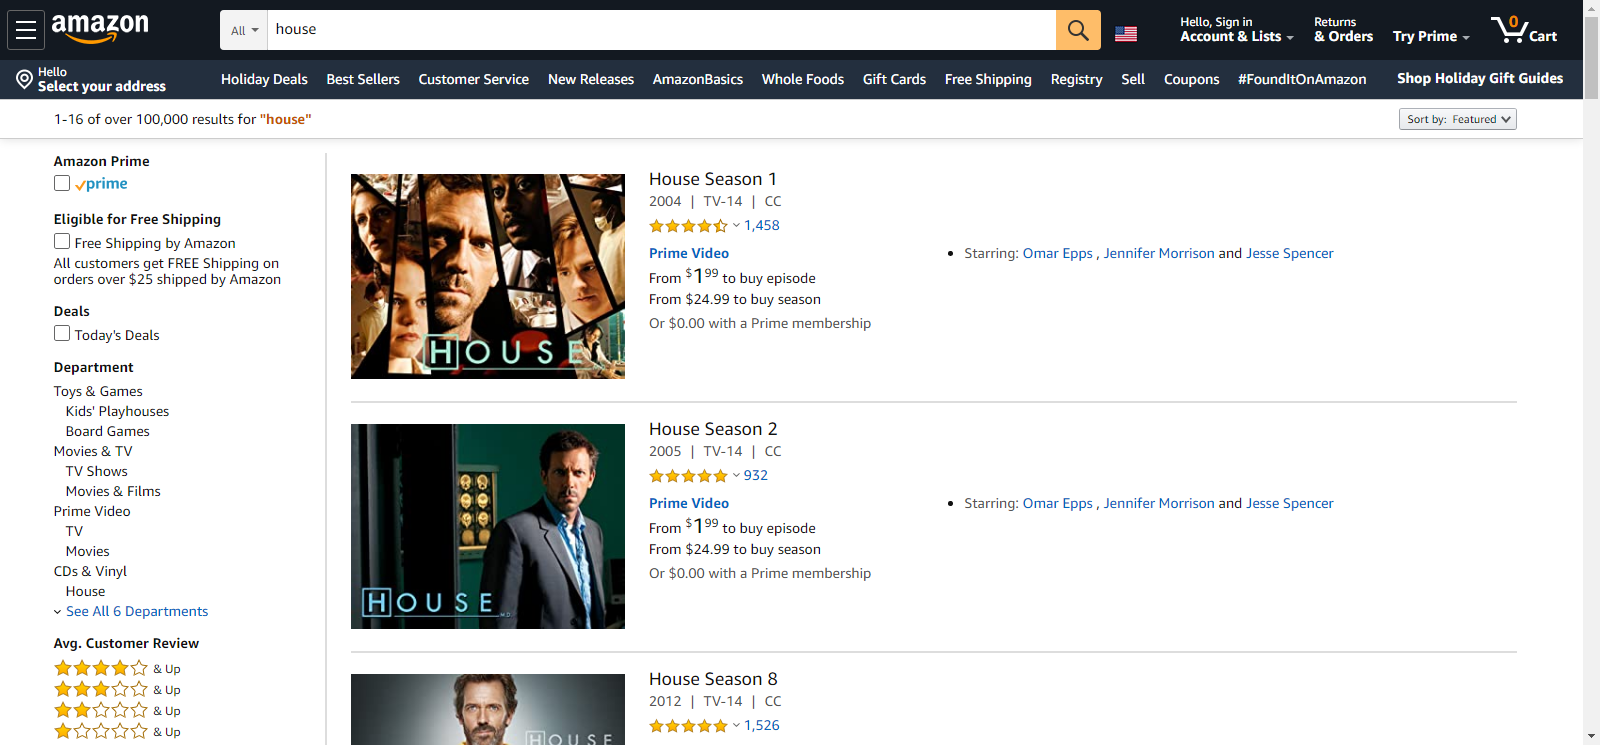 amazon
All
house
Hello, Sign in
Account & Lists
Returns
& Orders
Try Prime
0
Cart
Hello
Select your address
Holiday Deals
Best Sellers
Customer Service
New Releases
AmazonBasics
Whole Foods
Gift Cards
Free Shipping
Registry
Sell
Coupons
#FoundItOnAmazon
Shop Holiday Gift Guides
1-16 of over 100,000 results for "house"
Sort by: Featured
Amazon Prime
prime
Eligible for Free Shipping
Free Shipping by Amazon
All customers get FREE Shipping on
orders over $25 shipped by Amazon
Deals
Today's Deals
Department
Toys & Games
Kids' Playhouses
Board Games
Movies & TV
TV Shows
Movies & Films
Prime Video
TV
Movies
CDs & Vinyl
House
See All 6 Departments
Avg. Customer Review
& Up
& Up
& Up
& Up
HOUSE
House Season 1
2004 | TV-14 | CC
1,458
Prime Video
From $1.99 to buy episode
From $24.99 to buy season
Or $0.00 with a Prime membership
Starring: Omar Epps , Jennifer Morrison and Jesse Spencer
HOUSE M.D.
House Season 2
2005 | TV-14 | CC
932
Prime Video
From $1.99 to buy episode
From $24.99 to buy season
Or $0.00 with a Prime membership
Starring: Omar Epps , Jennifer Morrison and Jesse Spencer
HOUSE
House Season 8
2012 | TV-14 | CC
1,526